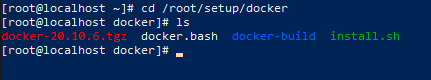 [root@localhost ~]# cd /root/setup/docker
[root@localhost docker]# ls
docker-20.10.6.tgz docker.bash docker-build install.sh
[root@localhost docker]#